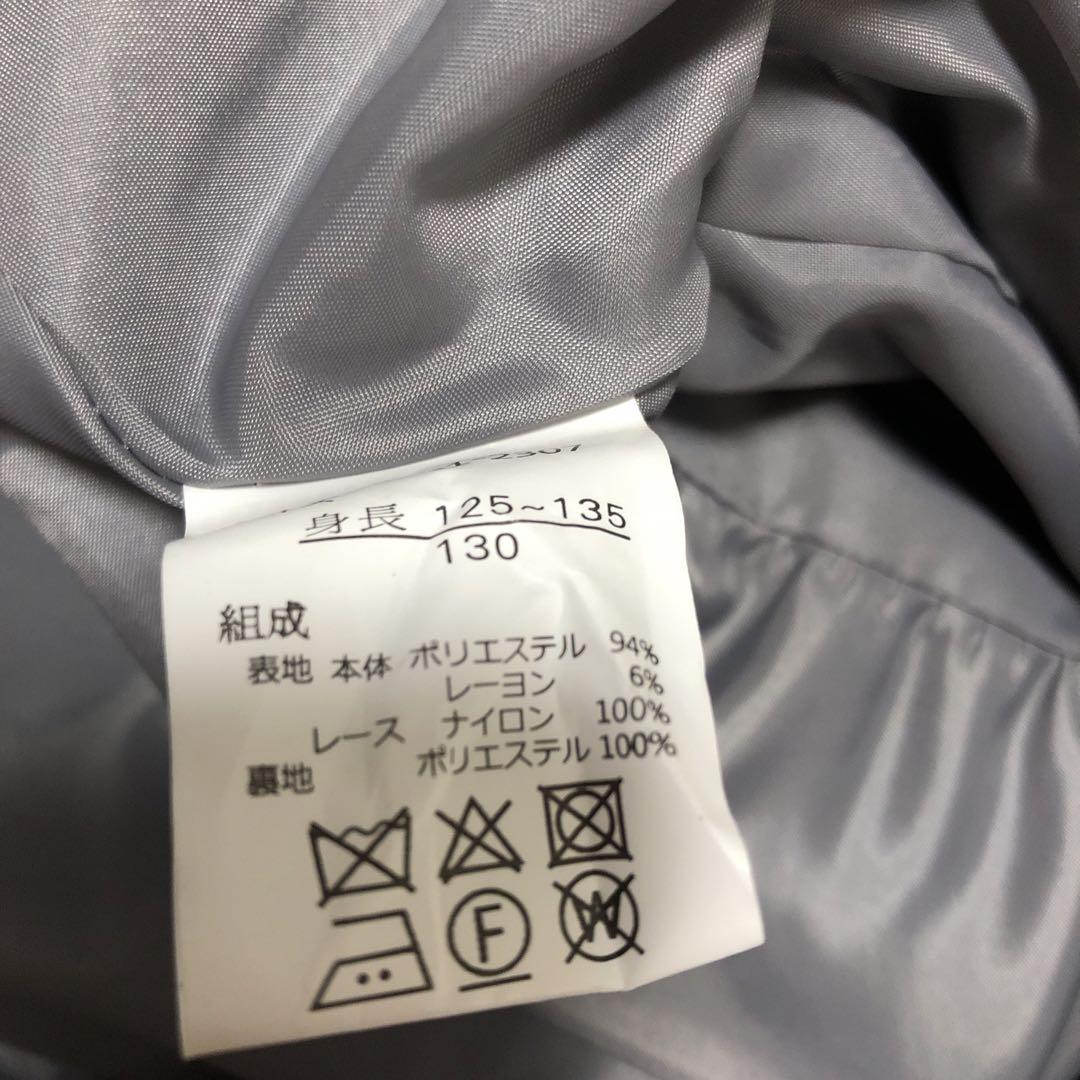 身長 125~135
130
組成
表地 本体 ポリエステル 94%
レーヨン 6%
レース ナイロン 100%
裏地 ポリエステル 100%
F
W